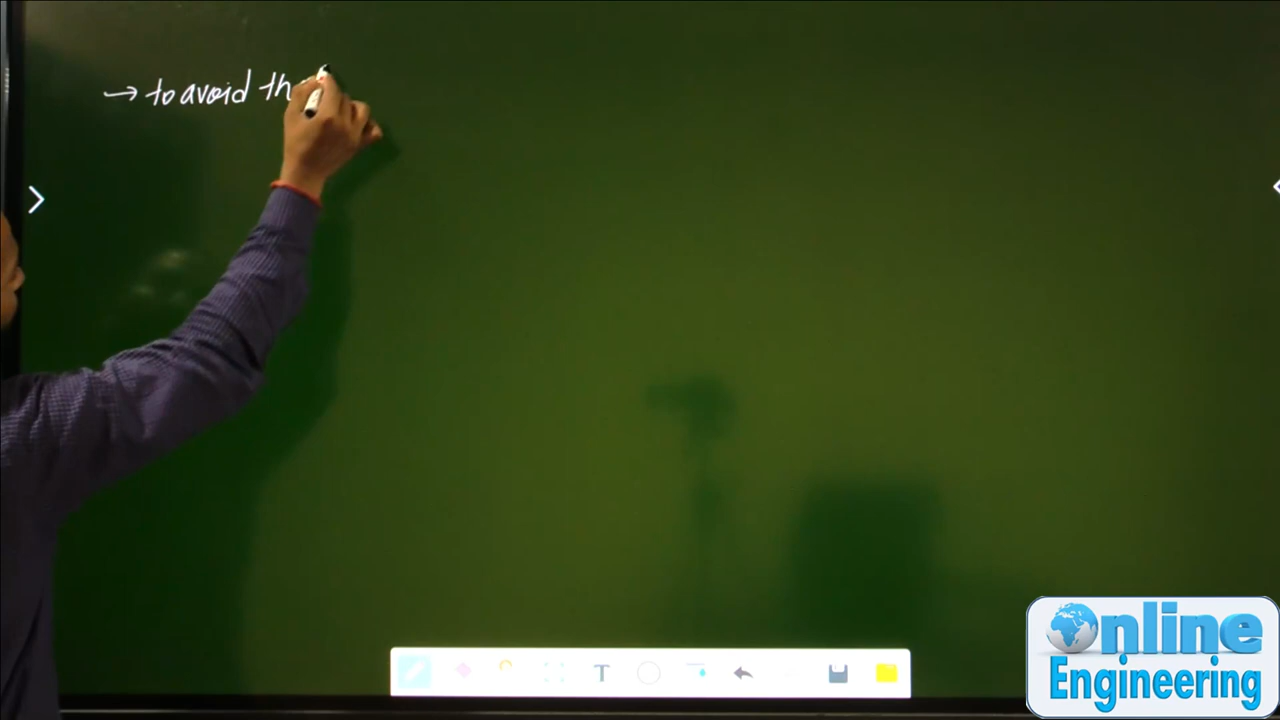 → to avoid th
T
Online
Engineering